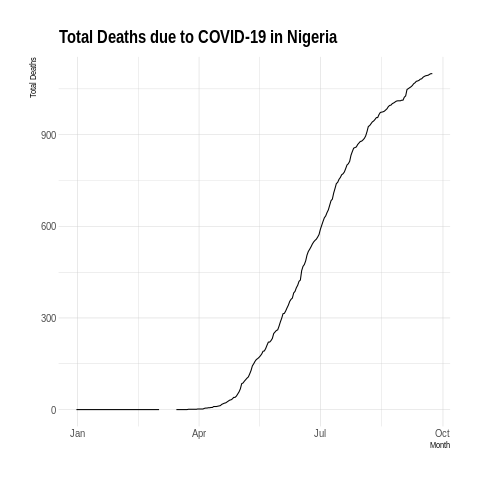 Total Deaths due to COVID-19 in Nigeria
Total Deaths
900
600
300
0
Jan Apr Jul Oct
Month